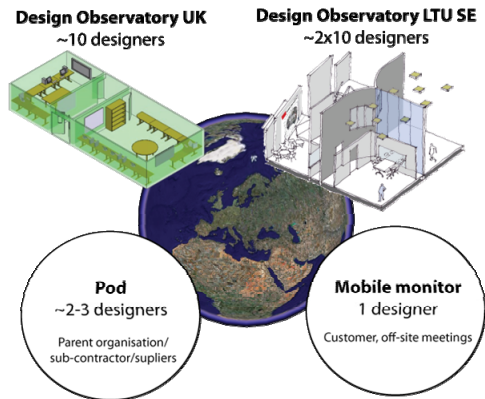 Design Observatory UK
~10 designers
Design Observatory LTU SE
~2x10 designers
Pod
~2-3 designers
Parent organisation/
sub-contractor/supliers
Mobile monitor
1 designer
Customer, off-site meetings